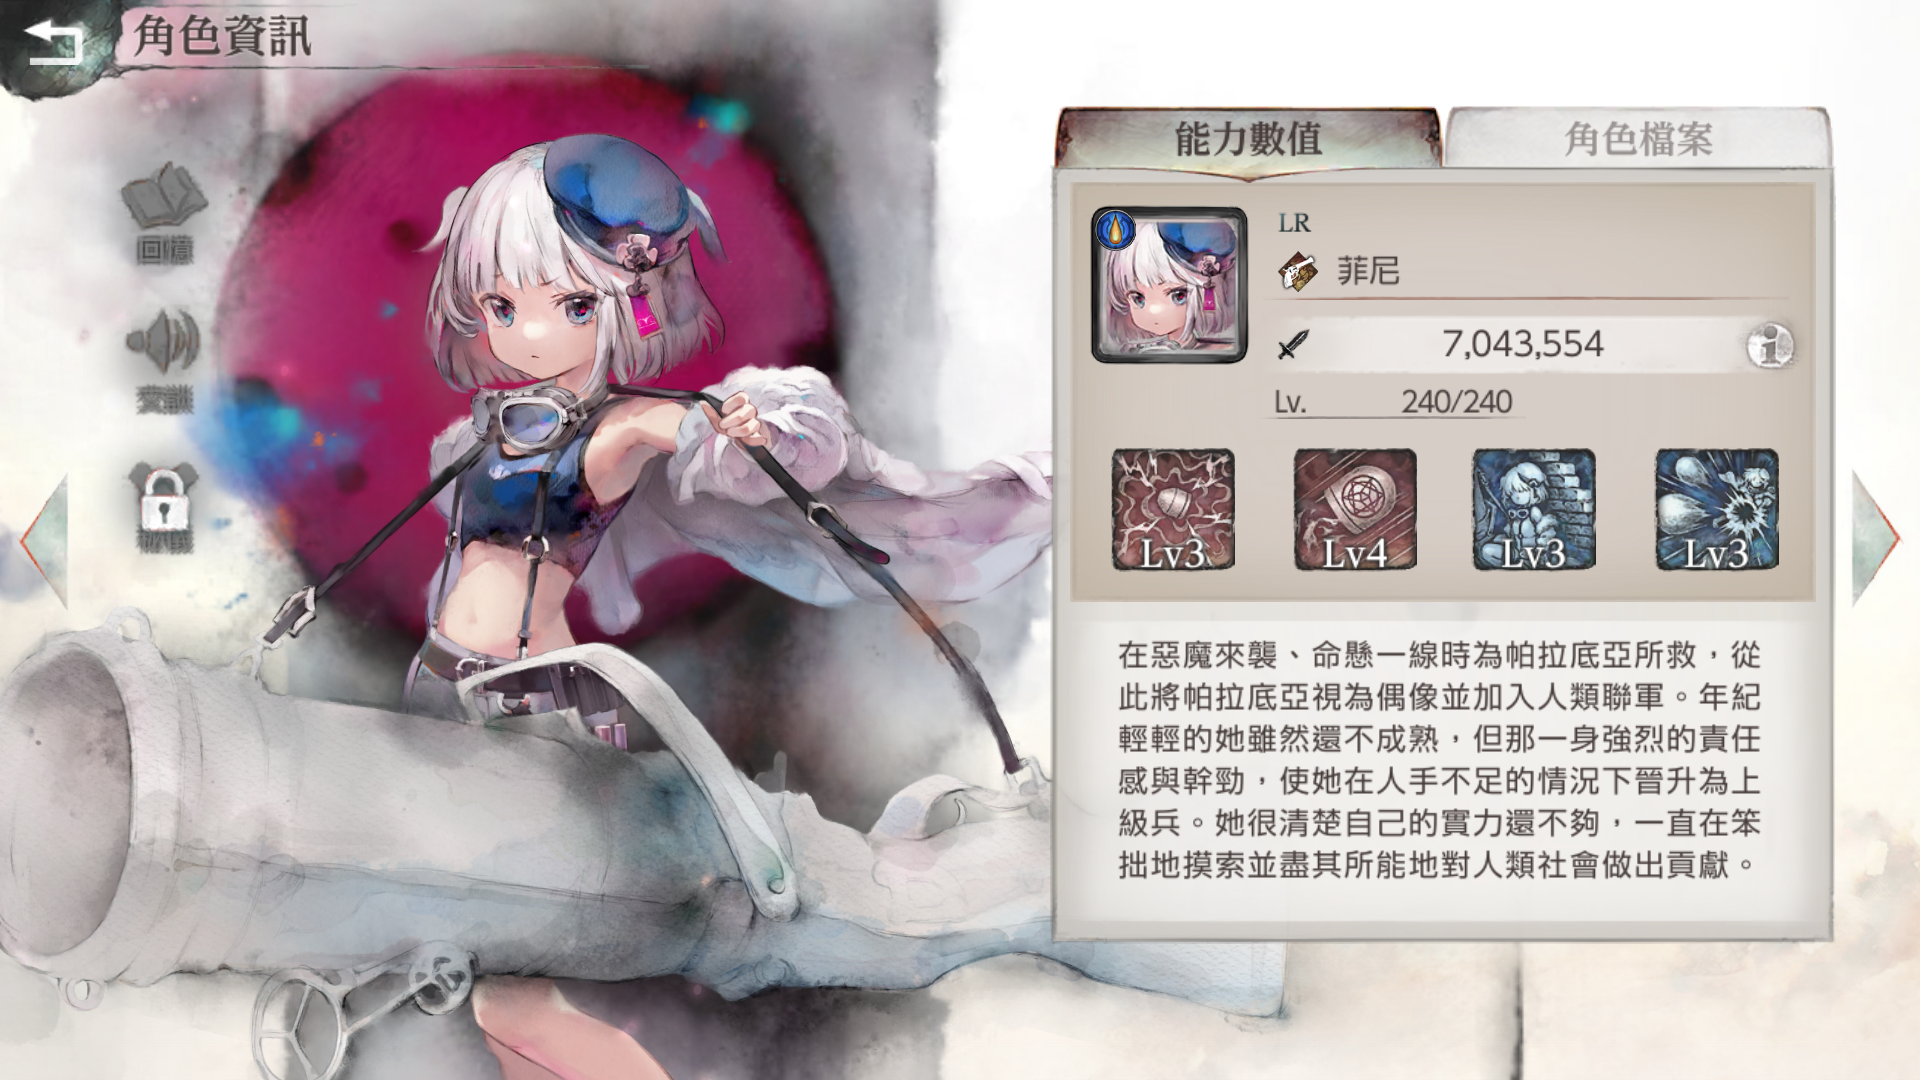 角色資訊
回憶
交談
能力數值
角色檔案
LR
菲尼
7,043,554
Lv. 240/240
Lv3
Lv4
Lv3
Lv3
在惡魔來襲、命懸一線時為帕拉底亞所救，從
此將帕拉底亞視為偶像並加入人類聯軍。年紀
輕輕的她雖然還不成熟，但那一身強烈的責任
感與幹勁，使她在人手不足的情況下晉升為上
級兵。她很清楚自己的實力還不夠，一直在笨
拙地摸索並盡其所能地對人類社會做出貢獻。